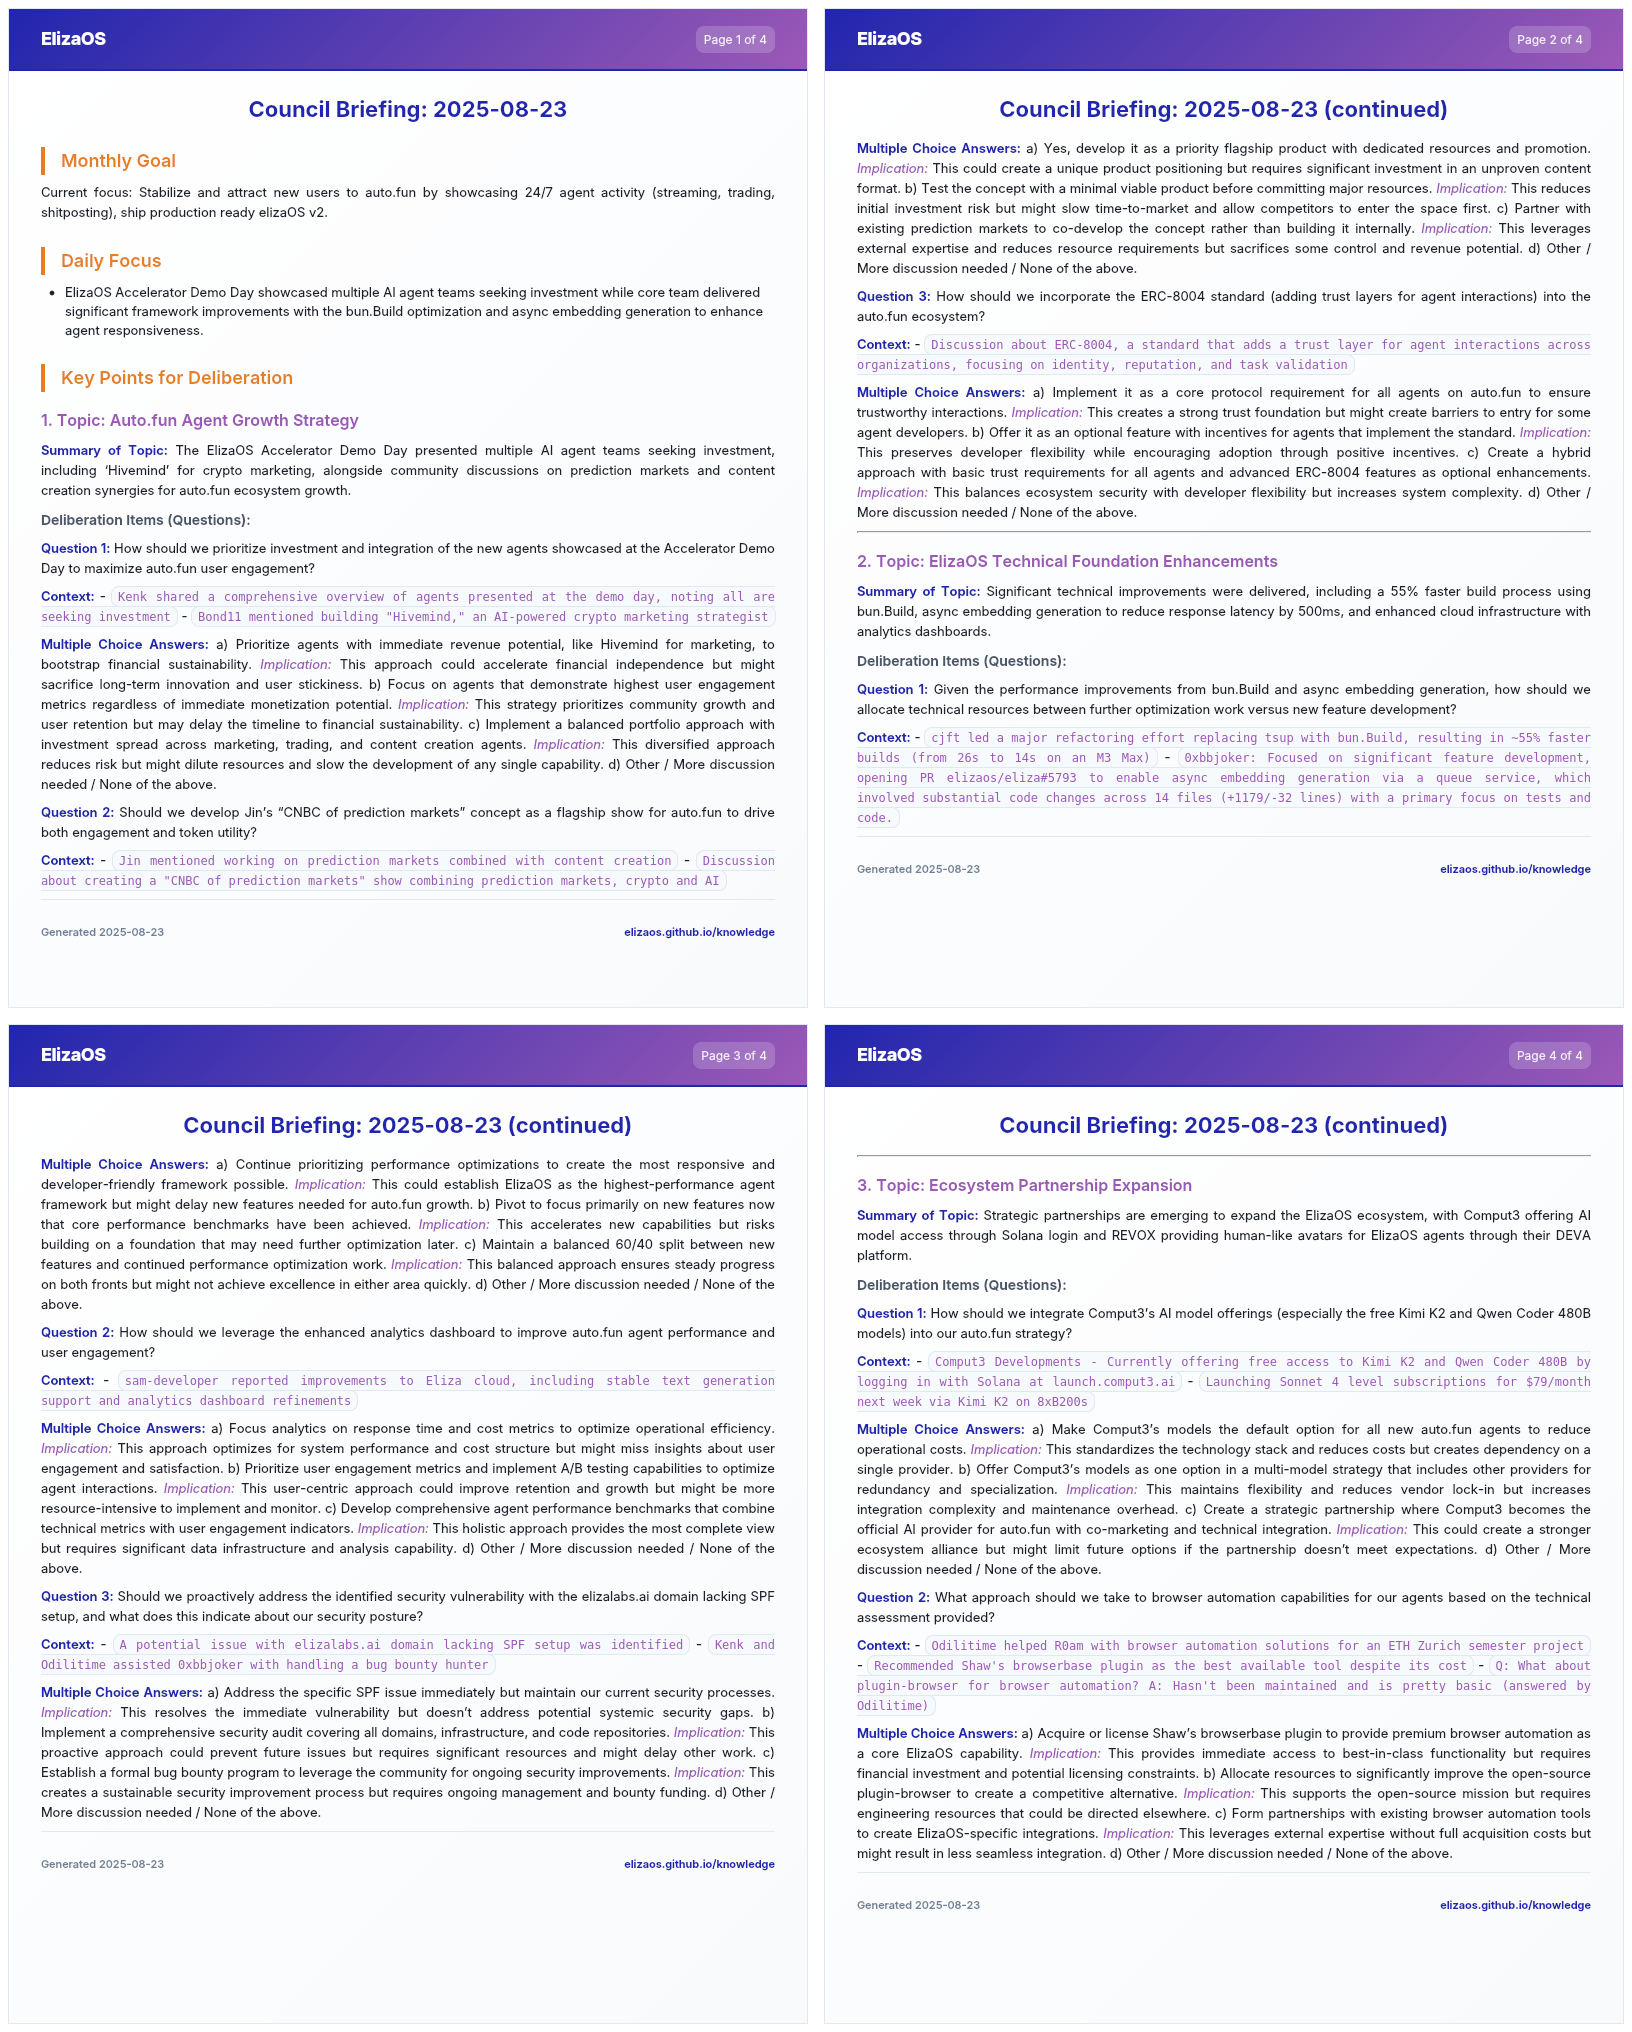 ElizaOS
Page 1 of 4
Council Briefing: 2025-08-23
Monthly Goal
Current focus: Stabilize and attract new users to auto.fun by showcasing 24/7 agent activity (streaming, trading,
shitposting), ship production ready elizaOS v2.
Daily Focus
• ElizaOS Accelerator Demo Day showcased multiple AI agent teams seeking investment while core team delivered
significant framework improvements with the bun.Build optimization and async embedding generation to enhance
agent responsiveness.
Key Points for Deliberation
1. Topic: Auto.fun Agent Growth Strategy
Summary of Topic: The ElizaOS Accelerator Demo Day presented multiple AI agent teams seeking investment,
including ‘Hivemind’ for crypto marketing, alongside community discussions on prediction markets and content
creation synergies for auto.fun ecosystem growth.
Deliberation Items (Questions):
Question 1: How should we prioritize investment and integration of the new agents showcased at the Accelerator Demo
Day to maximize auto.fun user engagement?
Context: - Kenk shared a comprehensive overview of agents presented at the demo day, noting all are
seeking investment - Bond11 mentioned building "Hivemind," an AI-powered crypto marketing strategist
Multiple Choice Answers: a) Prioritize agents with immediate revenue potential, like Hivemind for marketing, to
bootstrap financial sustainability. Implication: This approach could accelerate financial independence but might
sacrifice long-term innovation and user stickiness. b) Focus on agents that demonstrate highest user engagement
metrics regardless of immediate monetization potential. Implication: This strategy prioritizes community growth and
user retention but may delay the timeline to financial sustainability. c) Implement a balanced portfolio approach with
investment spread across marketing, trading, and content creation agents. Implication: This diversified approach
reduces risk but might dilute resources and slow the development of any single capability. d) Other / More discussion
needed / None of the above.
Question 2: Should we develop Jin’s “CNBC of prediction markets” concept as a flagship show for auto.fun to drive
both engagement and token utility?
Context: - Jin mentioned working on prediction markets combined with content creation - Discussion
about creating a "CNBC of prediction markets" show combining prediction markets, crypto and AI
Generated 2025-08-23
elizaos.github.io/knowledge
ElizaOS
Page 2 of 4
Council Briefing: 2025-08-23 (continued)
Multiple Choice Answers: a) Yes, develop it as a priority flagship product with dedicated resources and promotion.
Implication: This could create a unique product positioning but requires significant investment in an unproven content
format. b) Test the concept with a minimal viable product before committing major resources. Implication: This reduces
initial investment risk but might slow time-to-market and allow competitors to enter the space first. c) Partner with
existing prediction markets to co-develop the concept rather than building it internally. Implication: This leverages
external expertise and reduces resource requirements but sacrifices some control and revenue potential. d) Other /
More discussion needed / None of the above.
Question 3: How should we incorporate the ERC-8004 standard (adding trust layers for agent interactions) into the
auto.fun ecosystem?
Context: - Discussion about ERC-8004, a standard that adds a trust layer for agent interactions across
organizations, focusing on identity, reputation, and task validation
Multiple Choice Answers: a) Implement it as a core protocol requirement for all agents on auto.fun to ensure
trustworthy interactions. Implication: This creates a strong trust foundation but might create barriers to entry for some
agent developers. b) Offer it as an optional feature with incentives for agents that implement the standard. Implication:
This preserves developer flexibility while encouraging adoption through positive incentives. c) Create a hybrid
approach with basic trust requirements for all agents and advanced ERC-8004 features as optional enhancements.
Implication: This balances ecosystem security with developer flexibility but increases system complexity. d) Other /
More discussion needed / None of the above.
2. Topic: ElizaOS Technical Foundation Enhancements
Summary of Topic: Significant technical improvements were delivered, including a 55% faster build process using
bun.Build, async embedding generation to reduce response latency by 500ms, and enhanced cloud infrastructure with
analytics dashboards.
Deliberation Items (Questions):
Question 1: Given the performance improvements from bun.Build and async embedding generation, how should we
allocate technical resources between further optimization work versus new feature development?
Context: - cjft led a major refactoring effort replacing tsup with bun.Build, resulting in ~55% faster
builds (from 26s to 14s on an M3 Max) - 0xbbjoker: Focused on significant feature development,
opening PR elizaos/eliza#5793 to enable async embedding generation via a queue service, which
involved substantial code changes across 14 files (+1179/-32 lines) with a primary focus on tests and
code.
Generated 2025-08-23
elizaos.github.io/knowledge
ElizaOS
Page 3 of 4
Council Briefing: 2025-08-23 (continued)
Multiple Choice Answers: a) Continue prioritizing performance optimizations to create the most responsive and
developer-friendly framework possible. Implication: This could establish ElizaOS as the highest-performance agent
framework but might delay new features needed for auto.fun growth. b) Pivot to focus primarily on new features now
that core performance benchmarks have been achieved. Implication: This accelerates new capabilities but risks
building on a foundation that may need further optimization later. c) Maintain a balanced 60/40 split between new
features and continued performance optimization work. Implication: This balanced approach ensures steady progress
on both fronts but might not achieve excellence in either area quickly. d) Other / More discussion needed / None of the
above.
Question 2: How should we leverage the enhanced analytics dashboard to improve auto.fun agent performance and
user engagement?
Context: - sam-developer reported improvements to Eliza cloud, including stable text generation
support and analytics dashboard refinements
Multiple Choice Answers: a) Focus analytics on response time and cost metrics to optimize operational efficiency.
Implication: This approach optimizes for system performance and cost structure but might miss insights about user
engagement and satisfaction. b) Prioritize user engagement metrics and implement A/B testing capabilities to optimize
agent interactions. Implication: This user-centric approach could improve retention and growth but might be more
resource-intensive to implement and monitor. c) Develop comprehensive agent performance benchmarks that combine
technical metrics with user engagement indicators. Implication: This holistic approach provides the most complete view
but requires significant data infrastructure and analysis capability. d) Other / More discussion needed / None of the
above.
Question 3: Should we proactively address the identified security vulnerability with the elizalabs.ai domain lacking SPF
setup, and what does this indicate about our security posture?
Context: - A potential issue with elizalabs.ai domain lacking SPF setup was identified - Kenk and
Odilitime assisted 0xbbjoker with handling a bug bounty hunter
Multiple Choice Answers: a) Address the specific SPF issue immediately but maintain our current security processes.
Implication: This resolves the immediate vulnerability but doesn’t address potential systemic security gaps. b)
Implement a comprehensive security audit covering all domains, infrastructure, and code repositories. Implication: This
proactive approach could prevent future issues but requires significant resources and might delay other work. c)
Establish a formal bug bounty program to leverage the community for ongoing security improvements. Implication: This
creates a sustainable security improvement process but requires ongoing management and bounty funding. d) Other /
More discussion needed / None of the above.
Generated 2025-08-23
elizaos.github.io/knowledge
ElizaOS
Page 4 of 4
Council Briefing: 2025-08-23 (continued)
3. Topic: Ecosystem Partnership Expansion
Summary of Topic: Strategic partnerships are emerging to expand the ElizaOS ecosystem, with Comput3 offering AI
model access through Solana login and REVOX providing human-like avatars for ElizaOS agents through their DEVA
platform.
Deliberation Items (Questions):
Question 1: How should we integrate Comput3’s AI model offerings (especially the free Kimi K2 and Qwen Coder 480B
models) into our auto.fun strategy?
Context: - Comput3 Developments - Currently offering free access to Kimi K2 and Qwen Coder 480B by
logging in with Solana at launch.comput3.ai - Launching Sonnet 4 level subscriptions for $79/month
next week via Kimi K2 on 8xB200s
Multiple Choice Answers: a) Make Comput3’s models the default option for all new auto.fun agents to reduce
operational costs. Implication: This standardizes the technology stack and reduces costs but creates dependency on a
single provider. b) Offer Comput3’s models as one option in a multi-model strategy that includes other providers for
redundancy and specialization. Implication: This maintains flexibility and reduces vendor lock-in but increases
integration complexity and maintenance overhead. c) Create a strategic partnership where Comput3 becomes the
official AI provider for auto.fun with co-marketing and technical integration. Implication: This could create a stronger
ecosystem alliance but might limit future options if the partnership doesn’t meet expectations. d) Other / More
discussion needed / None of the above.
Question 2: What approach should we take to browser automation capabilities for our agents based on the technical
assessment provided?
Context: - Odilitime helped R0am with browser automation solutions for an ETH Zurich semester project
- Recommended Shaw's browserbase plugin as the best available tool despite its cost - Q: What about
plugin-browser for browser automation? A: Hasn't been maintained and is pretty basic (answered by
Odilitime)
Multiple Choice Answers: a) Acquire or license Shaw’s browserbase plugin to provide premium browser automation as
a core ElizaOS capability. Implication: This provides immediate access to best-in-class functionality but requires
financial investment and potential licensing constraints. b) Allocate resources to significantly improve the open-source
plugin-browser to create a competitive alternative. Implication: This supports the open-source mission but requires
engineering resources that could be directed elsewhere. c) Form partnerships with existing browser automation tools
to create ElizaOS-specific integrations. Implication: This leverages external expertise without full acquisition costs but
might result in less seamless integration. d) Other / More discussion needed / None of the above.
Generated 2025-08-23
elizaos.github.io/knowledge